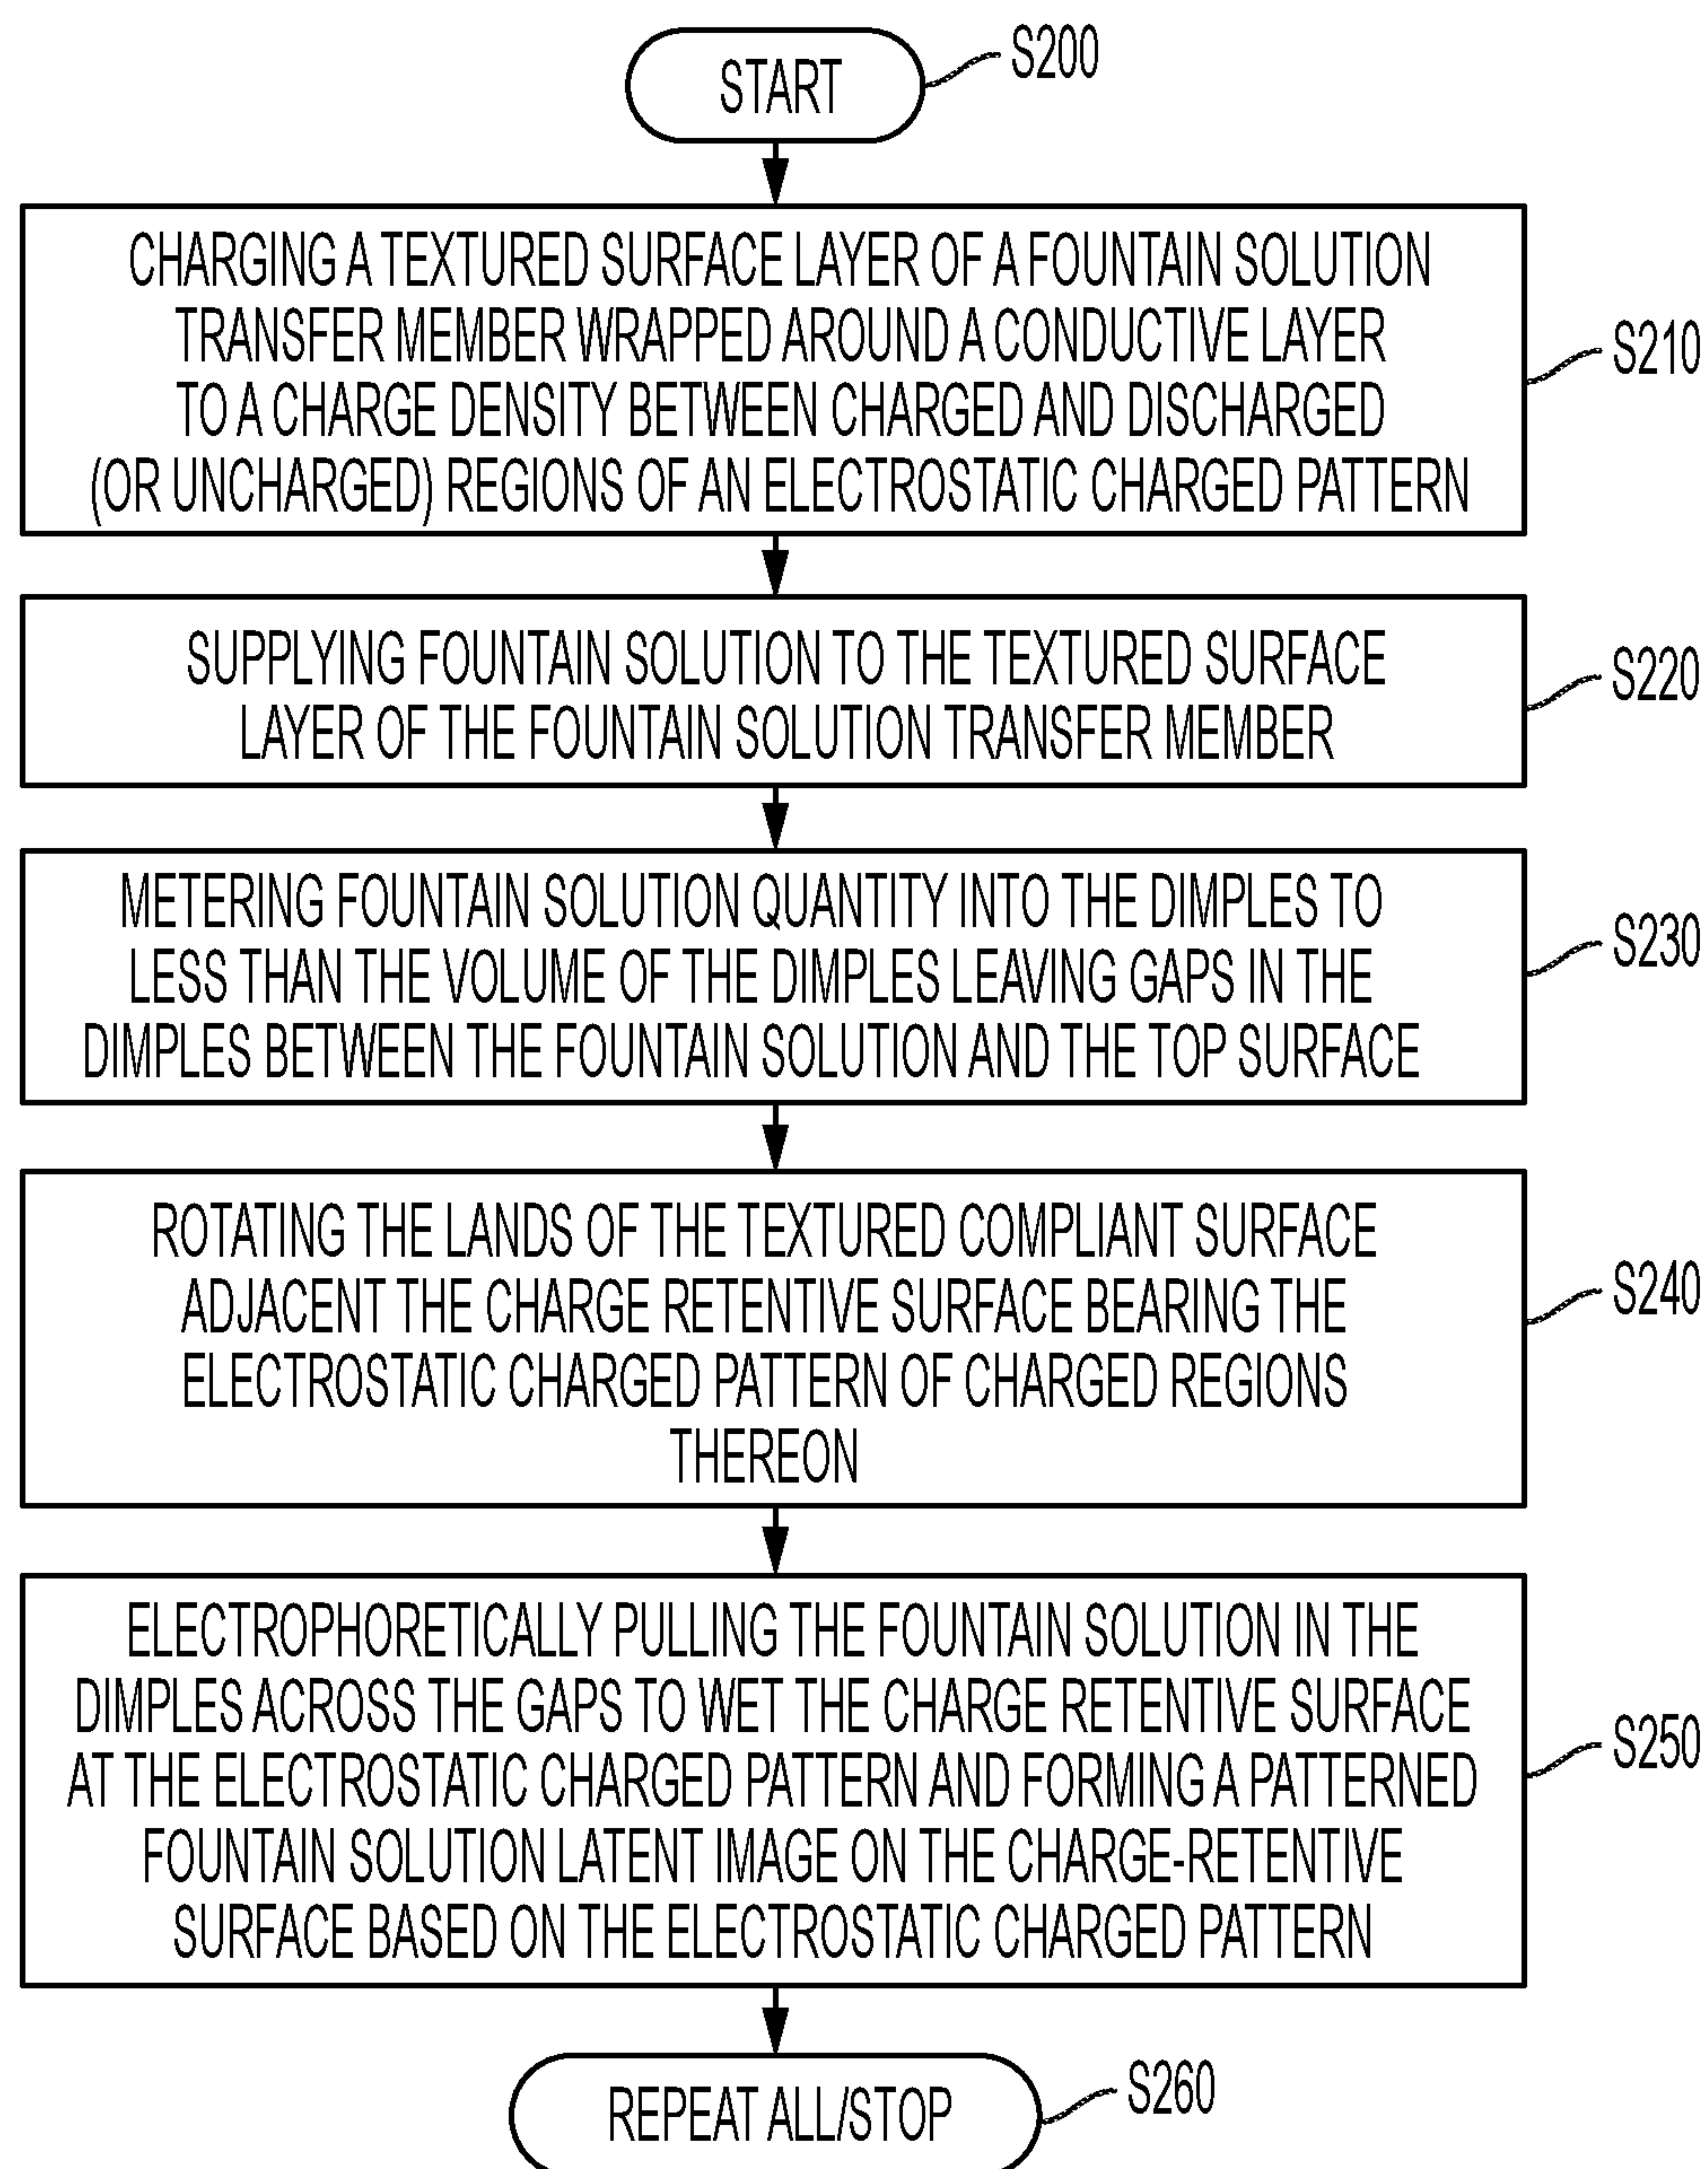 START
S200
CHARGING A TEXTURED SURFACE LAYER OF A FOUNTAIN SOLUTION
TRANSFER MEMBER WRAPPED AROUND A CONDUCTIVE LAYER
TO A CHARGE DENSITY BETWEEN CHARGED AND DISCHARGED
(OR UNCHARGED) REGIONS OF AN ELECTROSTATIC CHARGED PATTERN
S210
SUPPLYING FOUNTAIN SOLUTION TO THE TEXTURED SURFACE
LAYER OF THE FOUNTAIN SOLUTION TRANSFER MEMBER
S220
METERING FOUNTAIN SOLUTION QUANTITY INTO THE DIMPLES TO
LESS THAN THE VOLUME OF THE DIMPLES LEAVING GAPS IN THE
DIMPLES BETWEEN THE FOUNTAIN SOLUTION AND THE TOP SURFACE
S230
ROTATING THE LANDS OF THE TEXTURED COMPLIANT SURFACE
ADJACENT THE CHARGE RETENTIVE SURFACE BEARING THE
ELECTROSTATIC CHARGED PATTERN OF CHARGED REGIONS
THEREON
S240
ELECTROPHORETICALLY PULLING THE FOUNTAIN SOLUTION IN THE
DIMPLES ACROSS THE GAPS TO WET THE CHARGE RETENTIVE SURFACE
AT THE ELECTROSTATIC CHARGED PATTERN AND FORMING A PATTERNED
FOUNTAIN SOLUTION LATENT IMAGE ON THE CHARGE-RETENTIVE
SURFACE BASED ON THE ELECTROSTATIC CHARGED PATTERN
S250
REPEAT ALL/STOP
S260